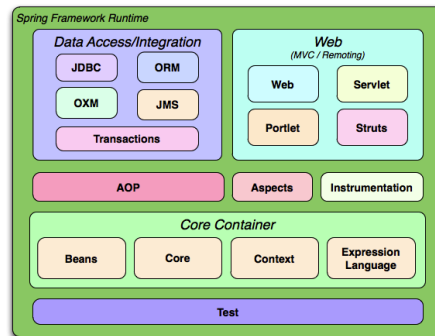 Spring Framework Runtime
Data Access/Integration
JDBC
ORM
OXM
JMS
Transactions
Web
(MVC / Remoting)
Web
Servlet
Portlet
Struts
AOP
Aspects
Instrumentation
Core Container
Beans
Core
Context
Expression
Language
Test